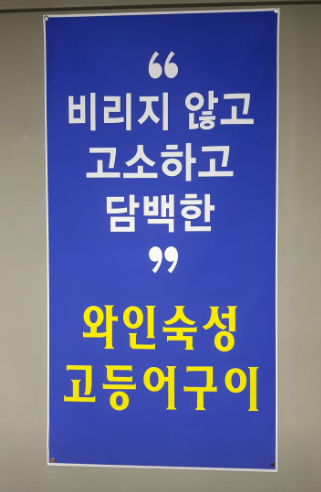 “
비리지 않고
고소하고
담백한
”
와인숙성
고등어구이